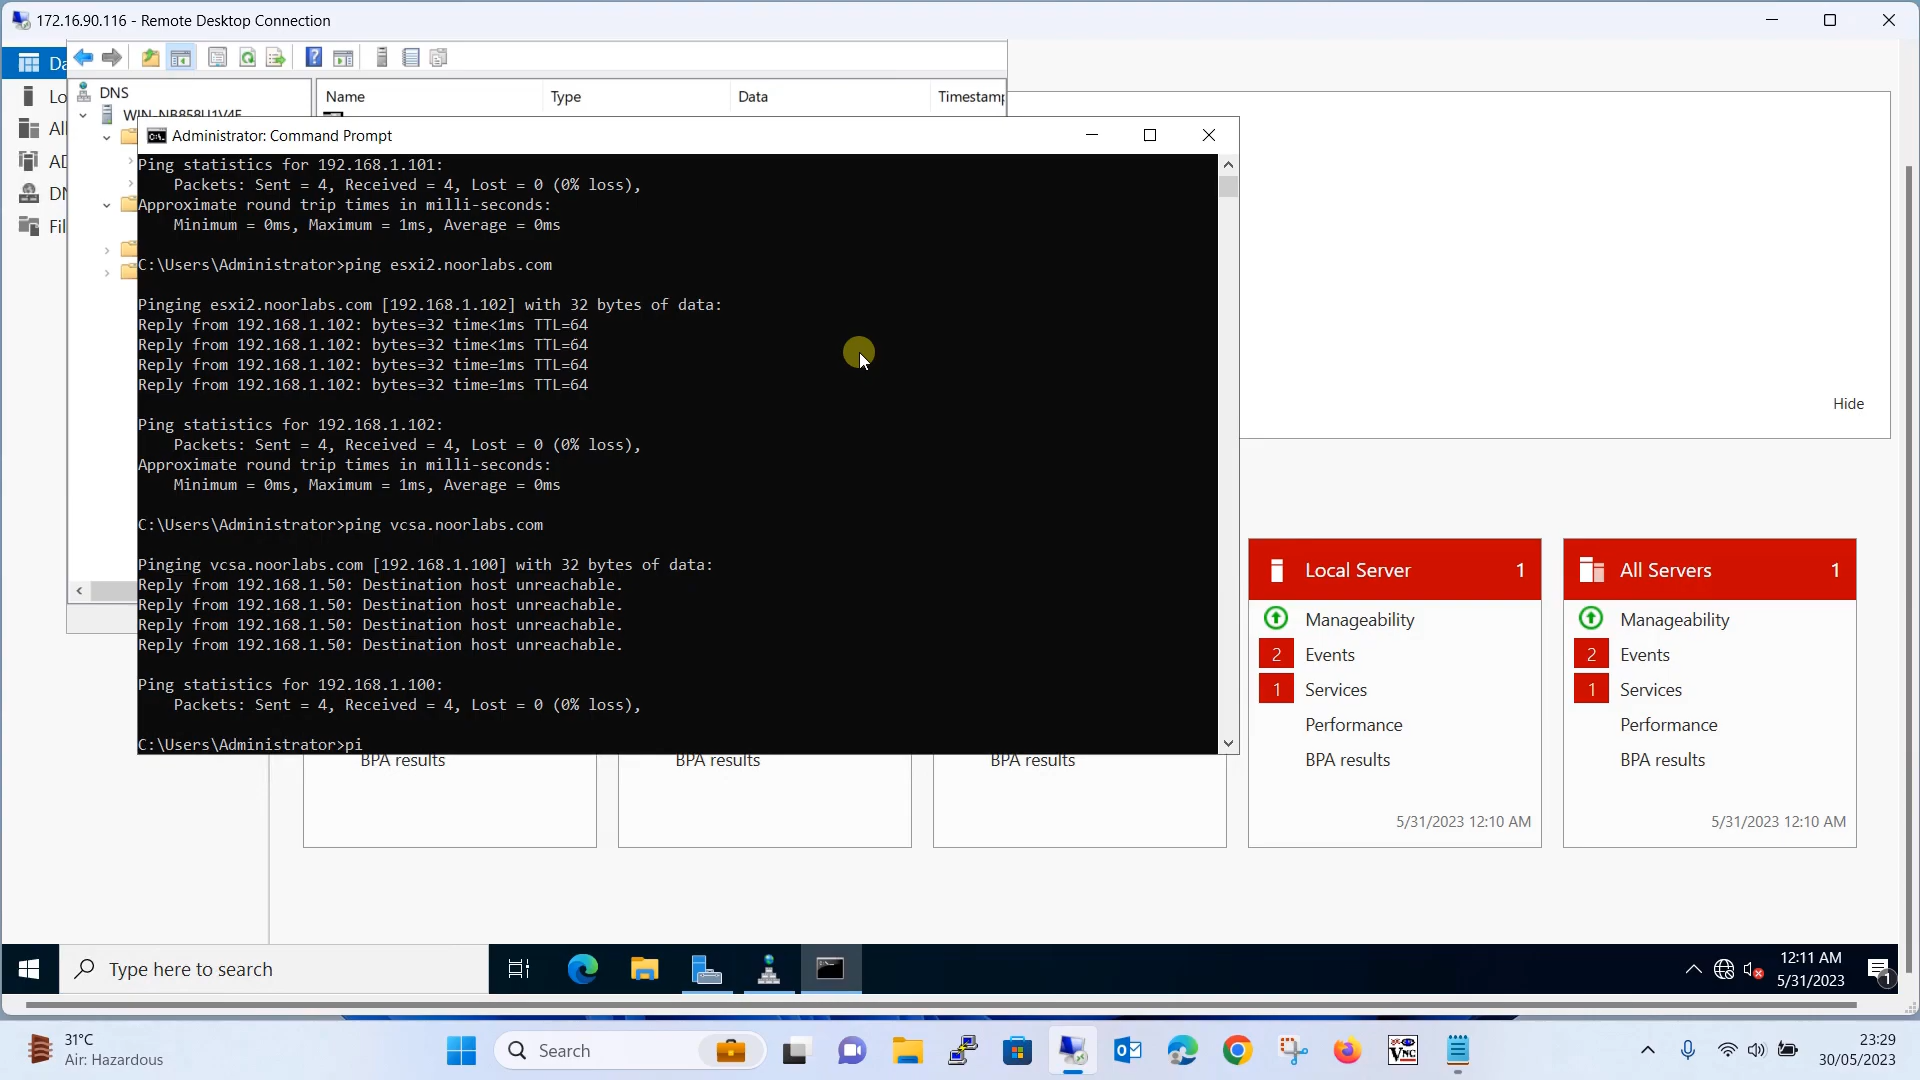 172.16.90.116 - Remote Desktop Connection
DNS
WIN-NB858U1V4F
Name Type Data Timestamp
Da
Lo
All
AD
DN
Fil
Administrator: Command Prompt
Ping statistics for 192.168.1.101:
Packets: Sent = 4, Received = 4, Lost = 0 (0% loss),
Approximate round trip times in milli-seconds:
Minimum = 0ms, Maximum = 1ms, Average = 0ms
C:\Users\Administrator>ping esxi2.noorlabs.com
Pinging esxi2.noorlabs.com [192.168.1.102] with 32 bytes of data:
Reply from 192.168.1.102: bytes=32 time<1ms TTL=64
Reply from 192.168.1.102: bytes=32 time<1ms TTL=64
Reply from 192.168.1.102: bytes=32 time=1ms TTL=64
Reply from 192.168.1.102: bytes=32 time=1ms TTL=64
Ping statistics for 192.168.1.102:
Packets: Sent = 4, Received = 4, Lost = 0 (0% loss),
Approximate round trip times in milli-seconds:
Minimum = 0ms, Maximum = 1ms, Average = 0ms
C:\Users\Administrator>ping vcsa.noorlabs.com
Pinging vcsa.noorlabs.com [192.168.1.100] with 32 bytes of data:
Reply from 192.168.1.50: Destination host unreachable.
Reply from 192.168.1.50: Destination host unreachable.
Reply from 192.168.1.50: Destination host unreachable.
Reply from 192.168.1.50: Destination host unreachable.
Ping statistics for 192.168.1.100:
Packets: Sent = 4, Received = 4, Lost = 0 (0% loss),
C:\Users\Administrator>pi
Hide
BPA results
BPA results
BPA results
Local Server 1
Manageability
2 Events
1 Services
Performance
BPA results
5/31/2023 12:10 AM
All Servers 1
Manageability
2 Events
1 Services
Performance
BPA results
5/31/2023 12:10 AM
Type here to search
12:11 AM
5/31/2023
1
31°C
Air: Hazardous
Search
VNC
23:29
30/05/2023